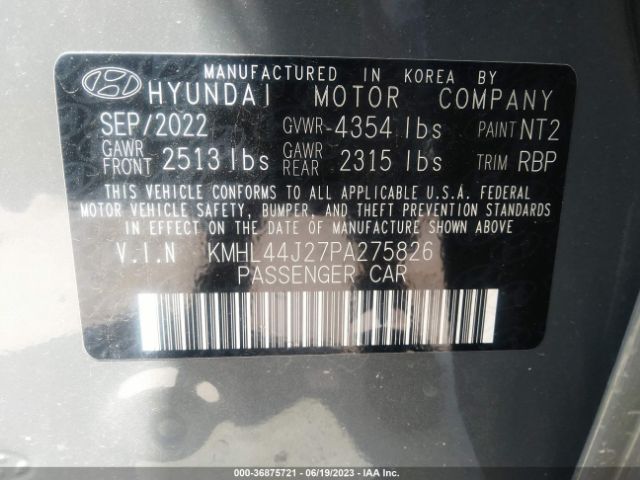 MANUFACTURED IN KOREA BY
HYUNDAI MOTOR COMPANY
SEP/2022 GVWR-4354 lbs PAINT NT2
GAWR FRONT 2513 lbs GAWR REAR 2315 lbs TRIM RBP
THIS VEHICLE CONFORMS TO ALL APPLICABLE U.S.A. FEDERAL
MOTOR VEHICLE SAFETY, BUMPER, AND THEFT PREVENTION STANDARDS
IN EFFECT ON THE DATE OF MANUFACTURE SHOWN ABOVE
V.I.N KMHL44J27PA275826
PASSENGER CAR
000-36875721 - 06/19/2023 - IAA Inc.